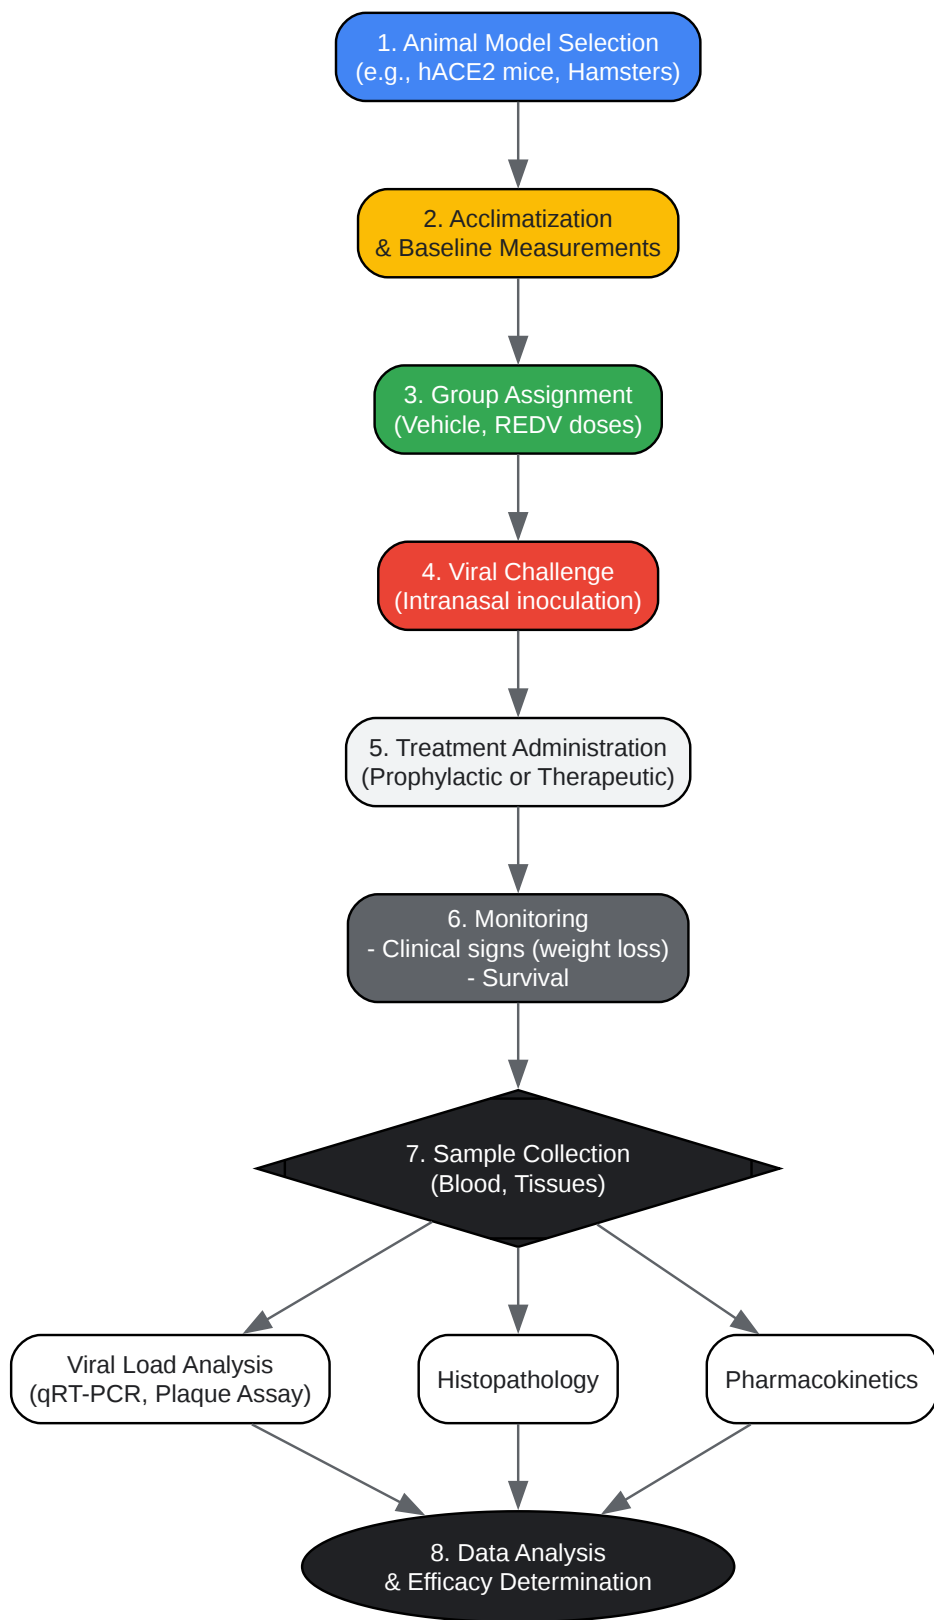 1. Animal Model Selection
(e.g., hACE2 mice, Hamsters)
2. Acclimatization
& Baseline Measurements
3. Group Assignment
(Vehicle, REDV doses)
4. Viral Challenge
(Intranasal inoculation)
5. Treatment Administration
(Prophylactic or Therapeutic)
6. Monitoring
- Clinical signs (weight loss)
- Survival
7. Sample Collection
(Blood, Tissues)
Viral Load Analysis
(qRT-PCR, Plaque Assay)
Histopathology
Pharmacokinetics
8. Data Analysis
& Efficacy Determination